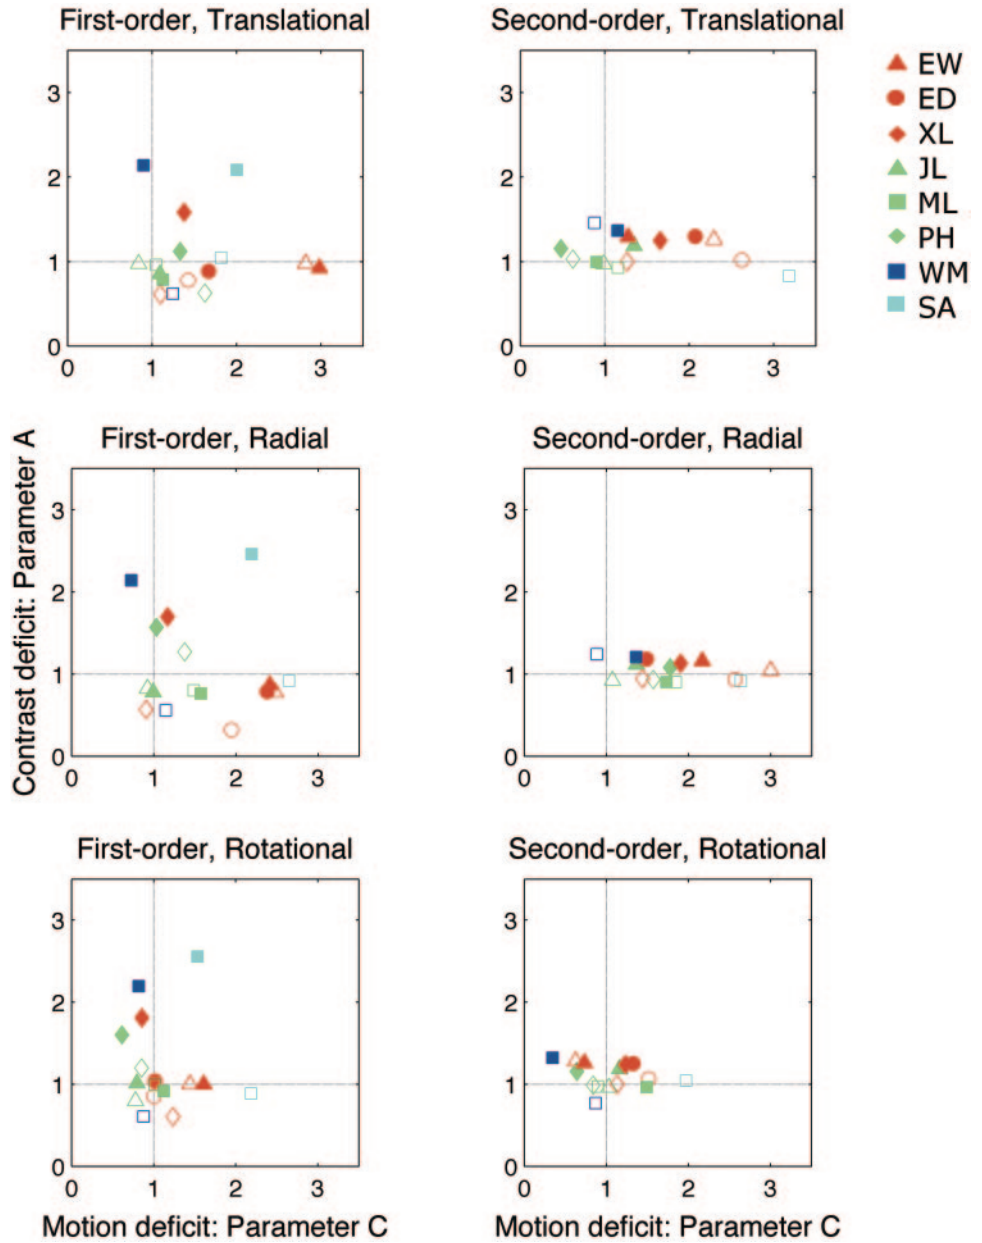 First-order, Translational
Second-order, Translational
3
2
1
0
0 1 2 3
3
2
1
0
0 1 2 3
EW
ED
XL
JL
ML
PH
WM
SA
Contrast deficit: Parameter A
First-order, Radial
Second-order, Radial
3
2
1
0
0 1 2 3
3
2
1
0
0 1 2 3
First-order, Rotational
Second-order, Rotational
3
2
1
0
0 1 2 3
3
2
1
0
0 1 2 3
Motion deficit: Parameter C
Motion deficit: Parameter C